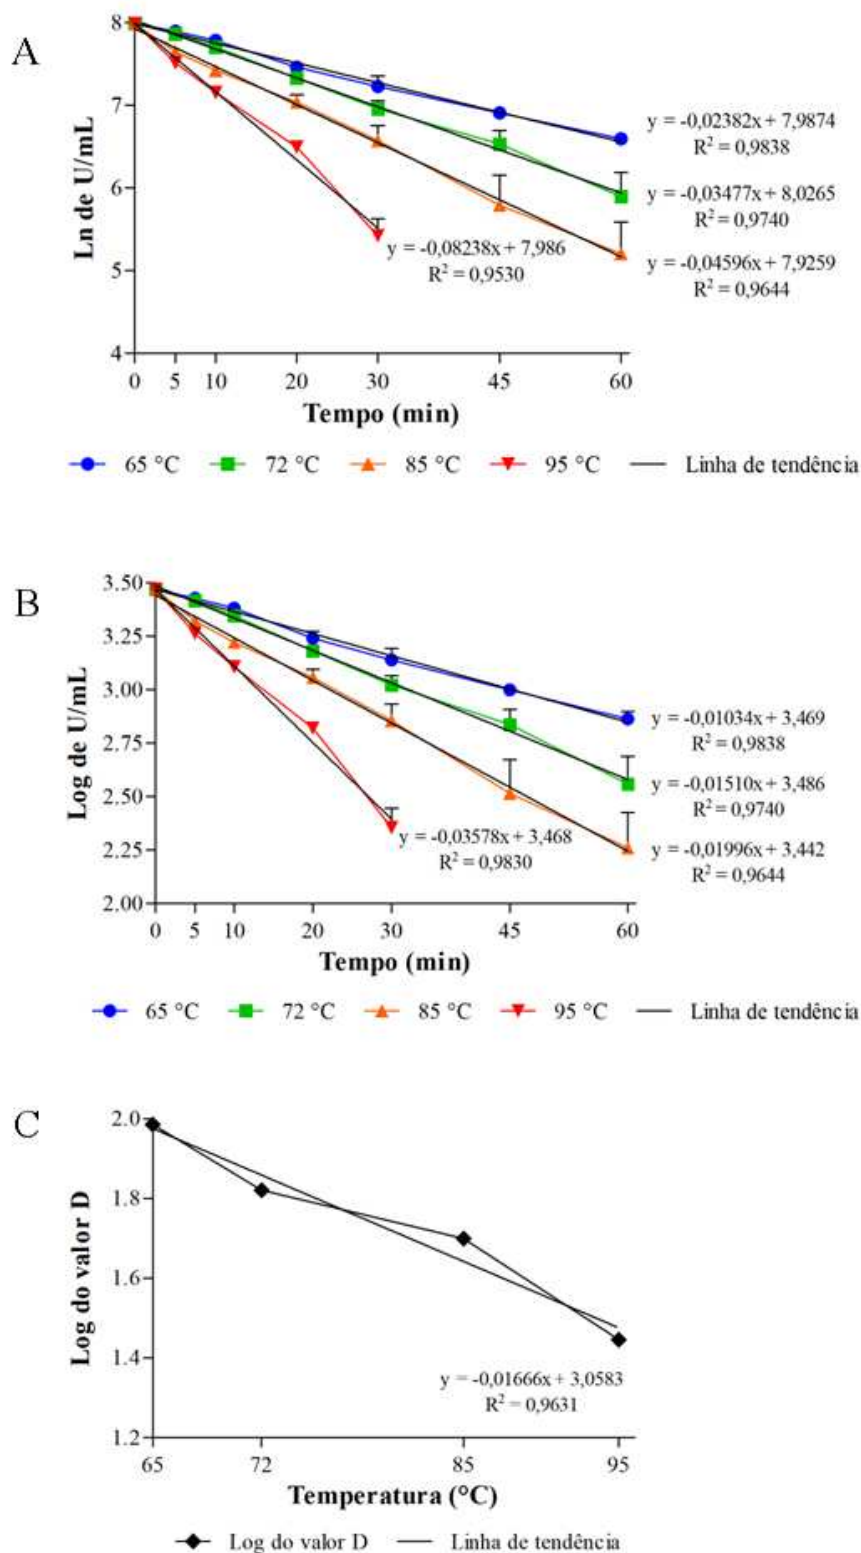 A
Ln de U/mL
8
7
6
5
4
y = -0,02382x + 7,9874
R² = 0,9838
y = -0,03477x + 8,0265
R² = 0,9740
y = -0,08238x + 7,986
R² = 0,9530
y = -0,04596x + 7,9259
R² = 0,9644
0 5 10 20 30 45 60
Tempo (min)
65 °C 72 °C 85 °C 95 °C Linha de tendência
B
Log de U/mL
3.50
3.25
3.00
2.75
2.50
2.25
2.00
y = -0,01034x + 3,469
R² = 0,9838
y = -0,01510x + 3,486
R² = 0,9740
y = -0,03578x + 3,468
R² = 0,9830
y = -0,01996x + 3,442
R² = 0,9644
0 5 10 20 30 45 60
Tempo (min)
65 °C 72 °C 85 °C 95 °C Linha de tendência
C
Log do valor D
2.0
1.8
1.6
1.4
1.2
y = -0,01666x + 3,0583
R² = 0,9631
65 72 85 95
Temperatura (°C)
Log do valor D Linha de tendência